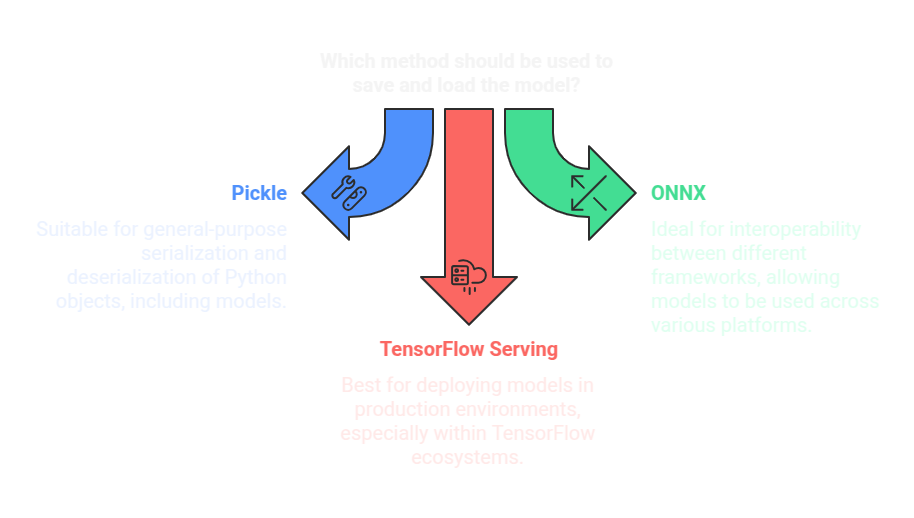 Which method should be used to
save and load the model?
Pickle
Suitable for general-purpose
serialization and
deserialization of Python
objects, including models.
ONNX
Ideal for interoperability
between different
frameworks, allowing
models to be used across
various platforms.
TensorFlow Serving
Best for deploying models in
production environments,
especially within TensorFlow
ecosystems.